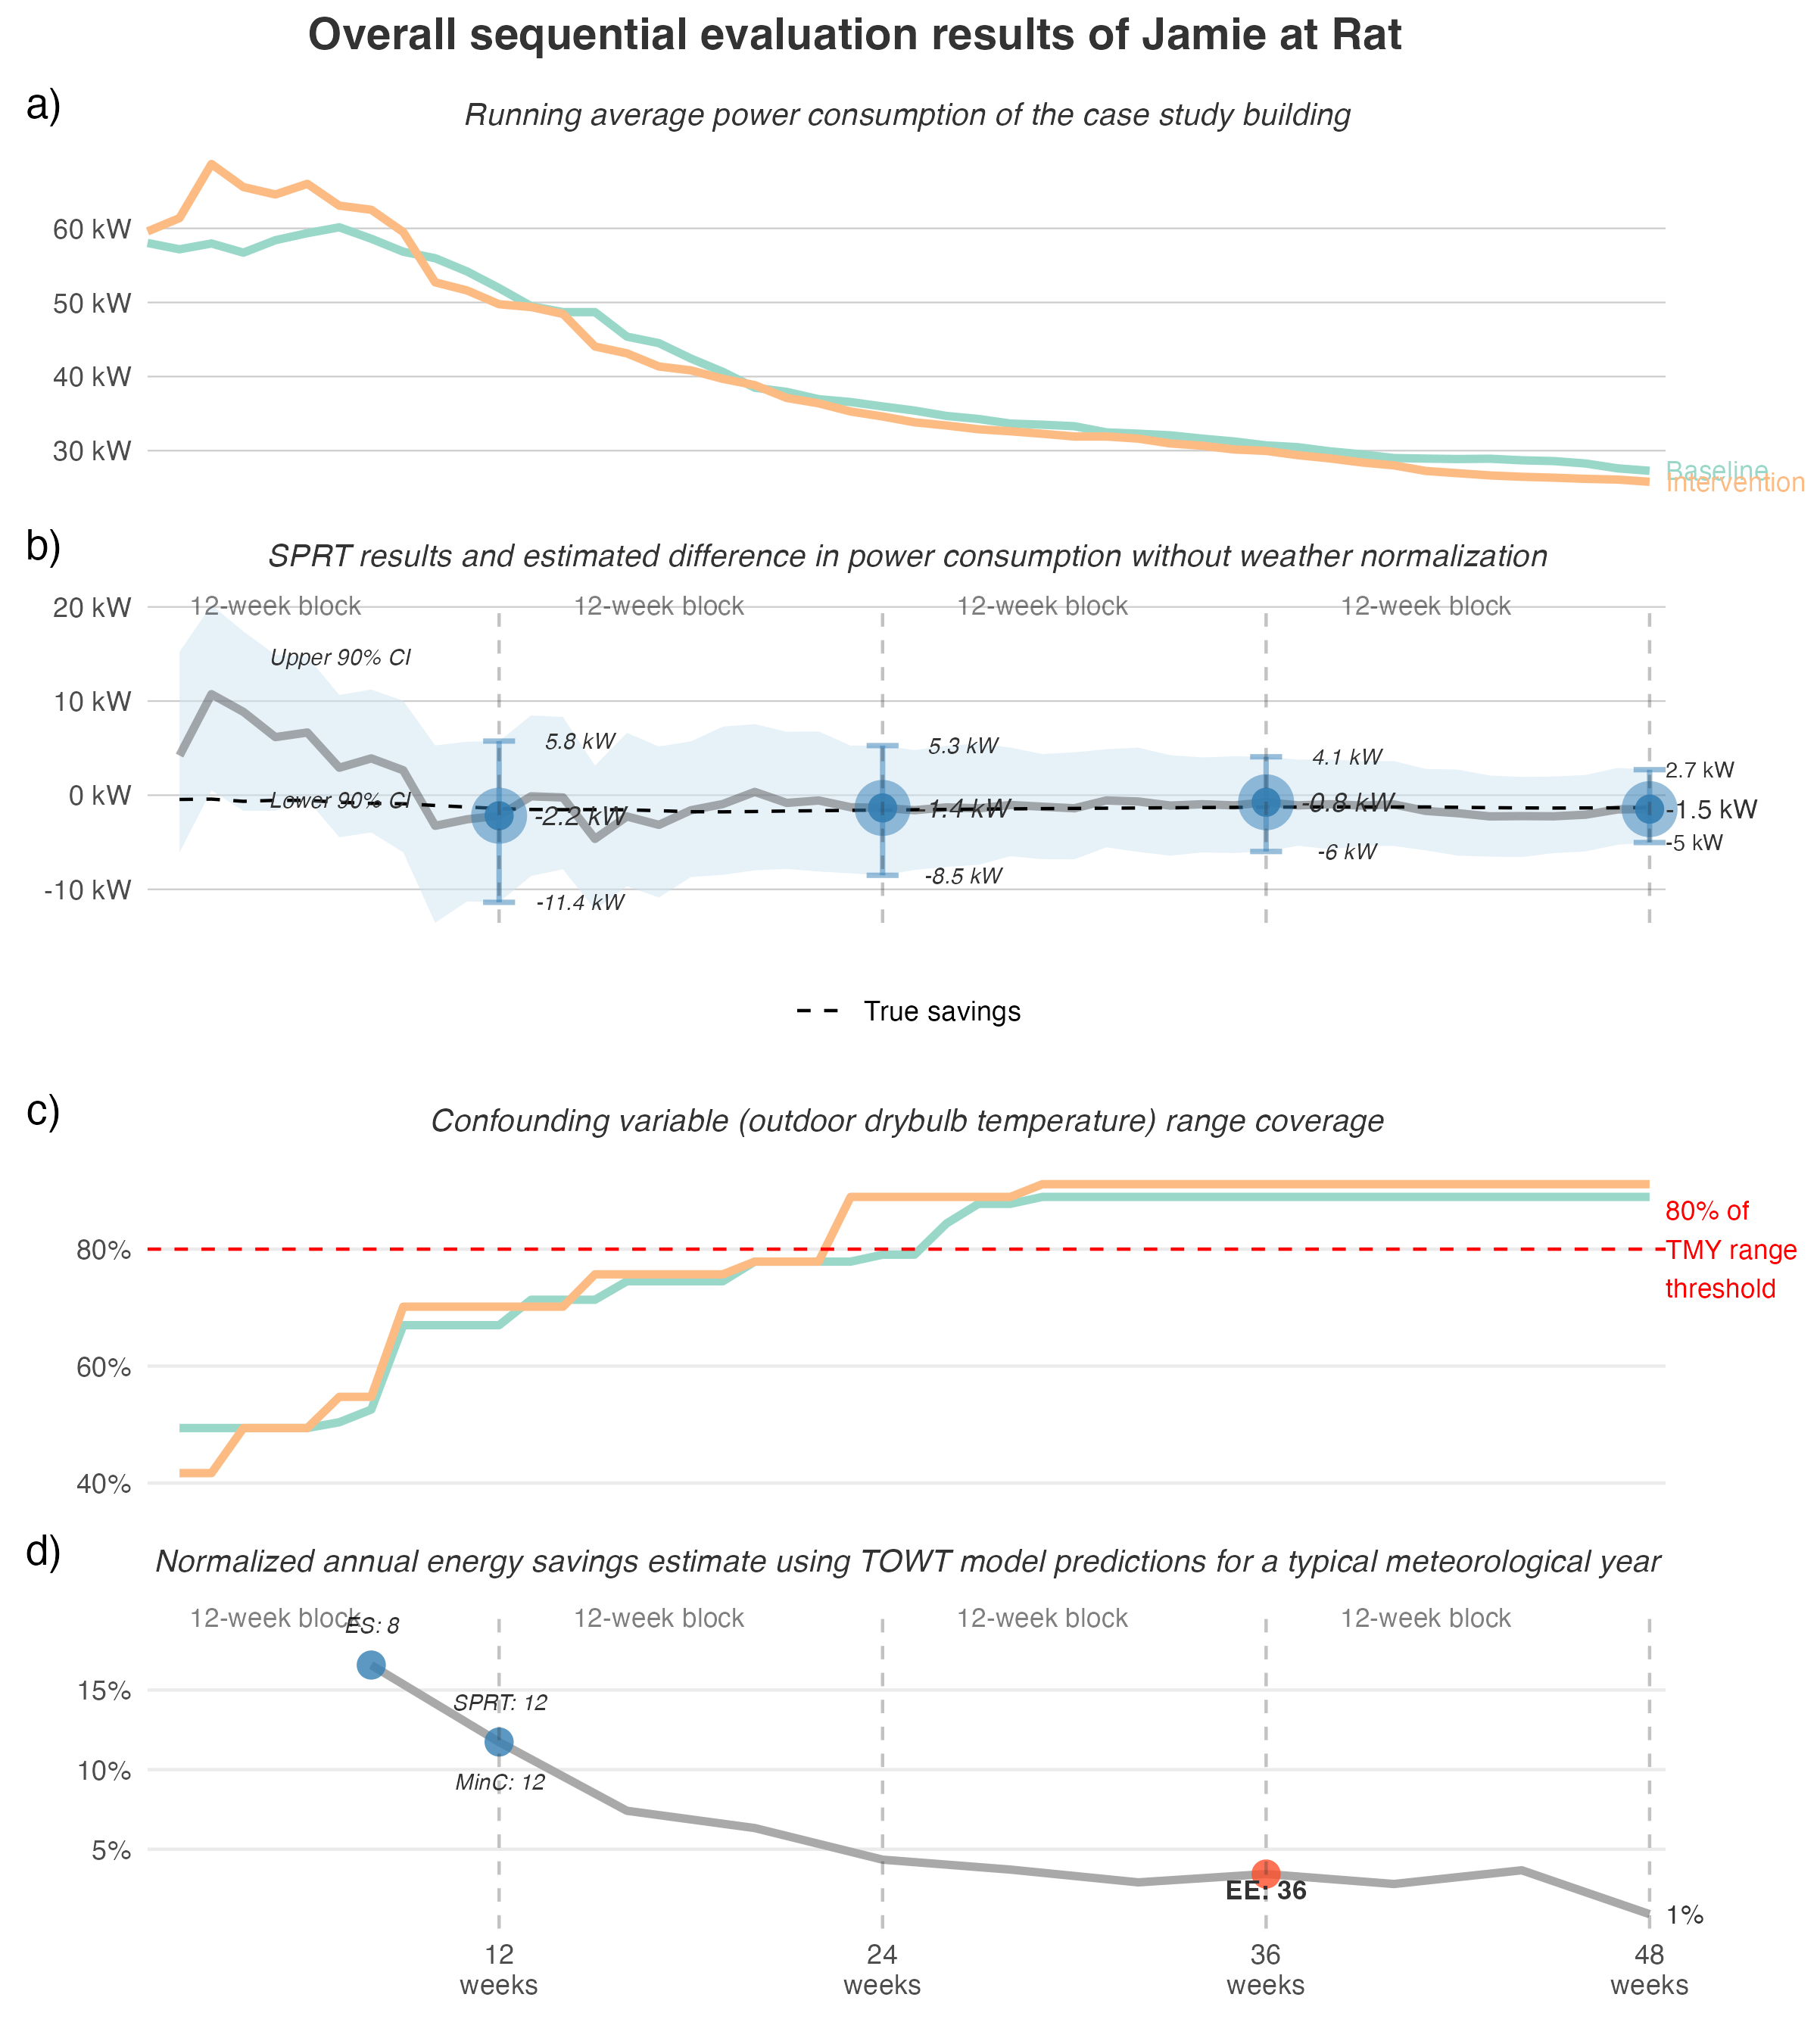 Overall sequential evaluation results of Jamie at Rat
a)
Running average power consumption of the case study building
60 kW
50 kW
40 kW
30 kW
Baseline
Intervention
b)
SPRT results and estimated difference in power consumption without weather normalization
12-week block
12-week block
12-week block
12-week block
20 kW
10 kW
0 kW
-10 kW
Upper 90% CI
Lower 90% CI
5.8 kW
-2.2 kW
-11.4 kW
5.3 kW
-1.4 kW
-8.5 kW
4.1 kW
-0.8 kW
-6 kW
2.7 kW
-1.5 kW
-5 kW
True savings
c)
Confounding variable (outdoor drybulb temperature) range coverage
80%
60%
40%
80% of
TMY range
threshold
d)
Normalized annual energy savings estimate using TOWT model predictions for a typical meteorological year
12-week block
12-week block
12-week block
12-week block
ES: 8
15%
SPRT: 12
10%
MinC: 12
5%
EE: 36
1%
12
weeks
24
weeks
36
weeks
48
weeks